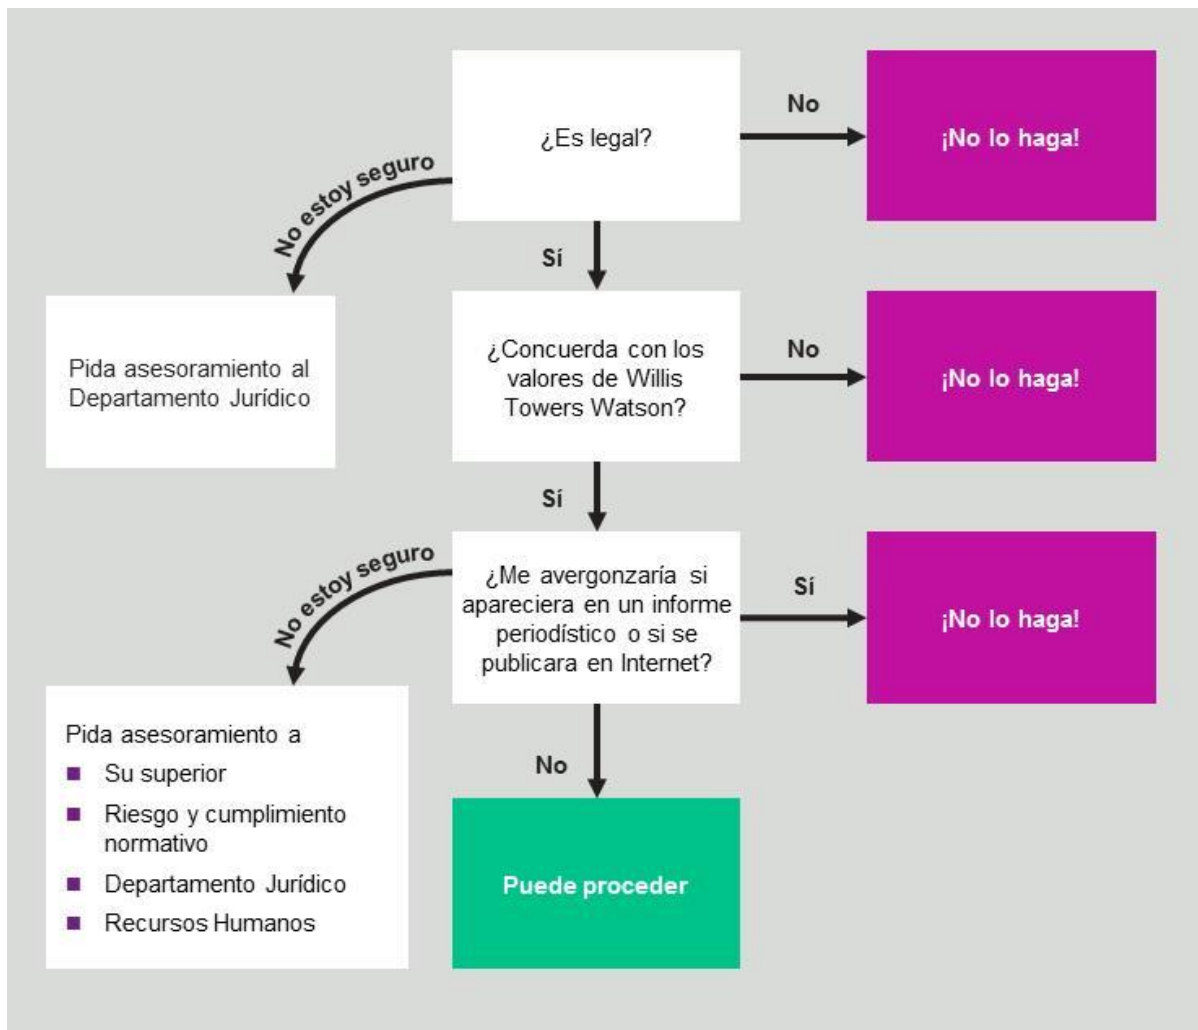 ¿Es legal?
No
¡No lo haga!
No estoy seguro
Sí
Pida asesoramiento al
Departamento Jurídico
¿Concuerda con los
valores de Willis
Towers Watson?
No
¡No lo haga!
Sí
No estoy seguro
¿Me avergonzaría si
apareciera en un informe
periodístico o si se
publicara en Internet?
Sí
¡No lo haga!
Pida asesoramiento a
Su superior
Riesgo y cumplimiento
normativo
Departamento Jurídico
Recursos Humanos
No
Puede proceder